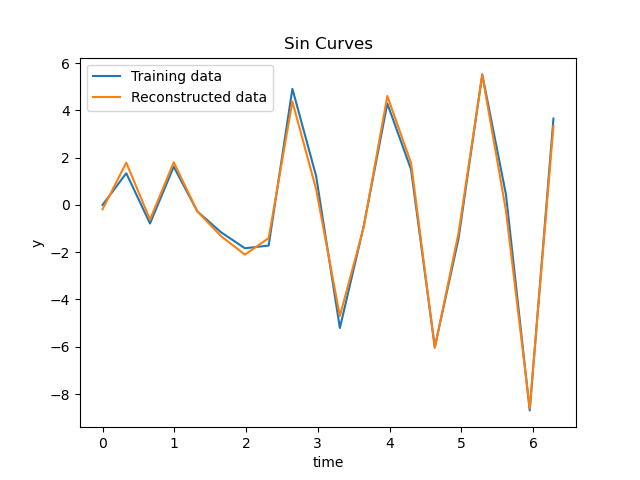 Sin Curves
Training data
Reconstructed data
6
4
2
0
−2
−4
−6
−8
y
0 1 2 3 4 5 6
time